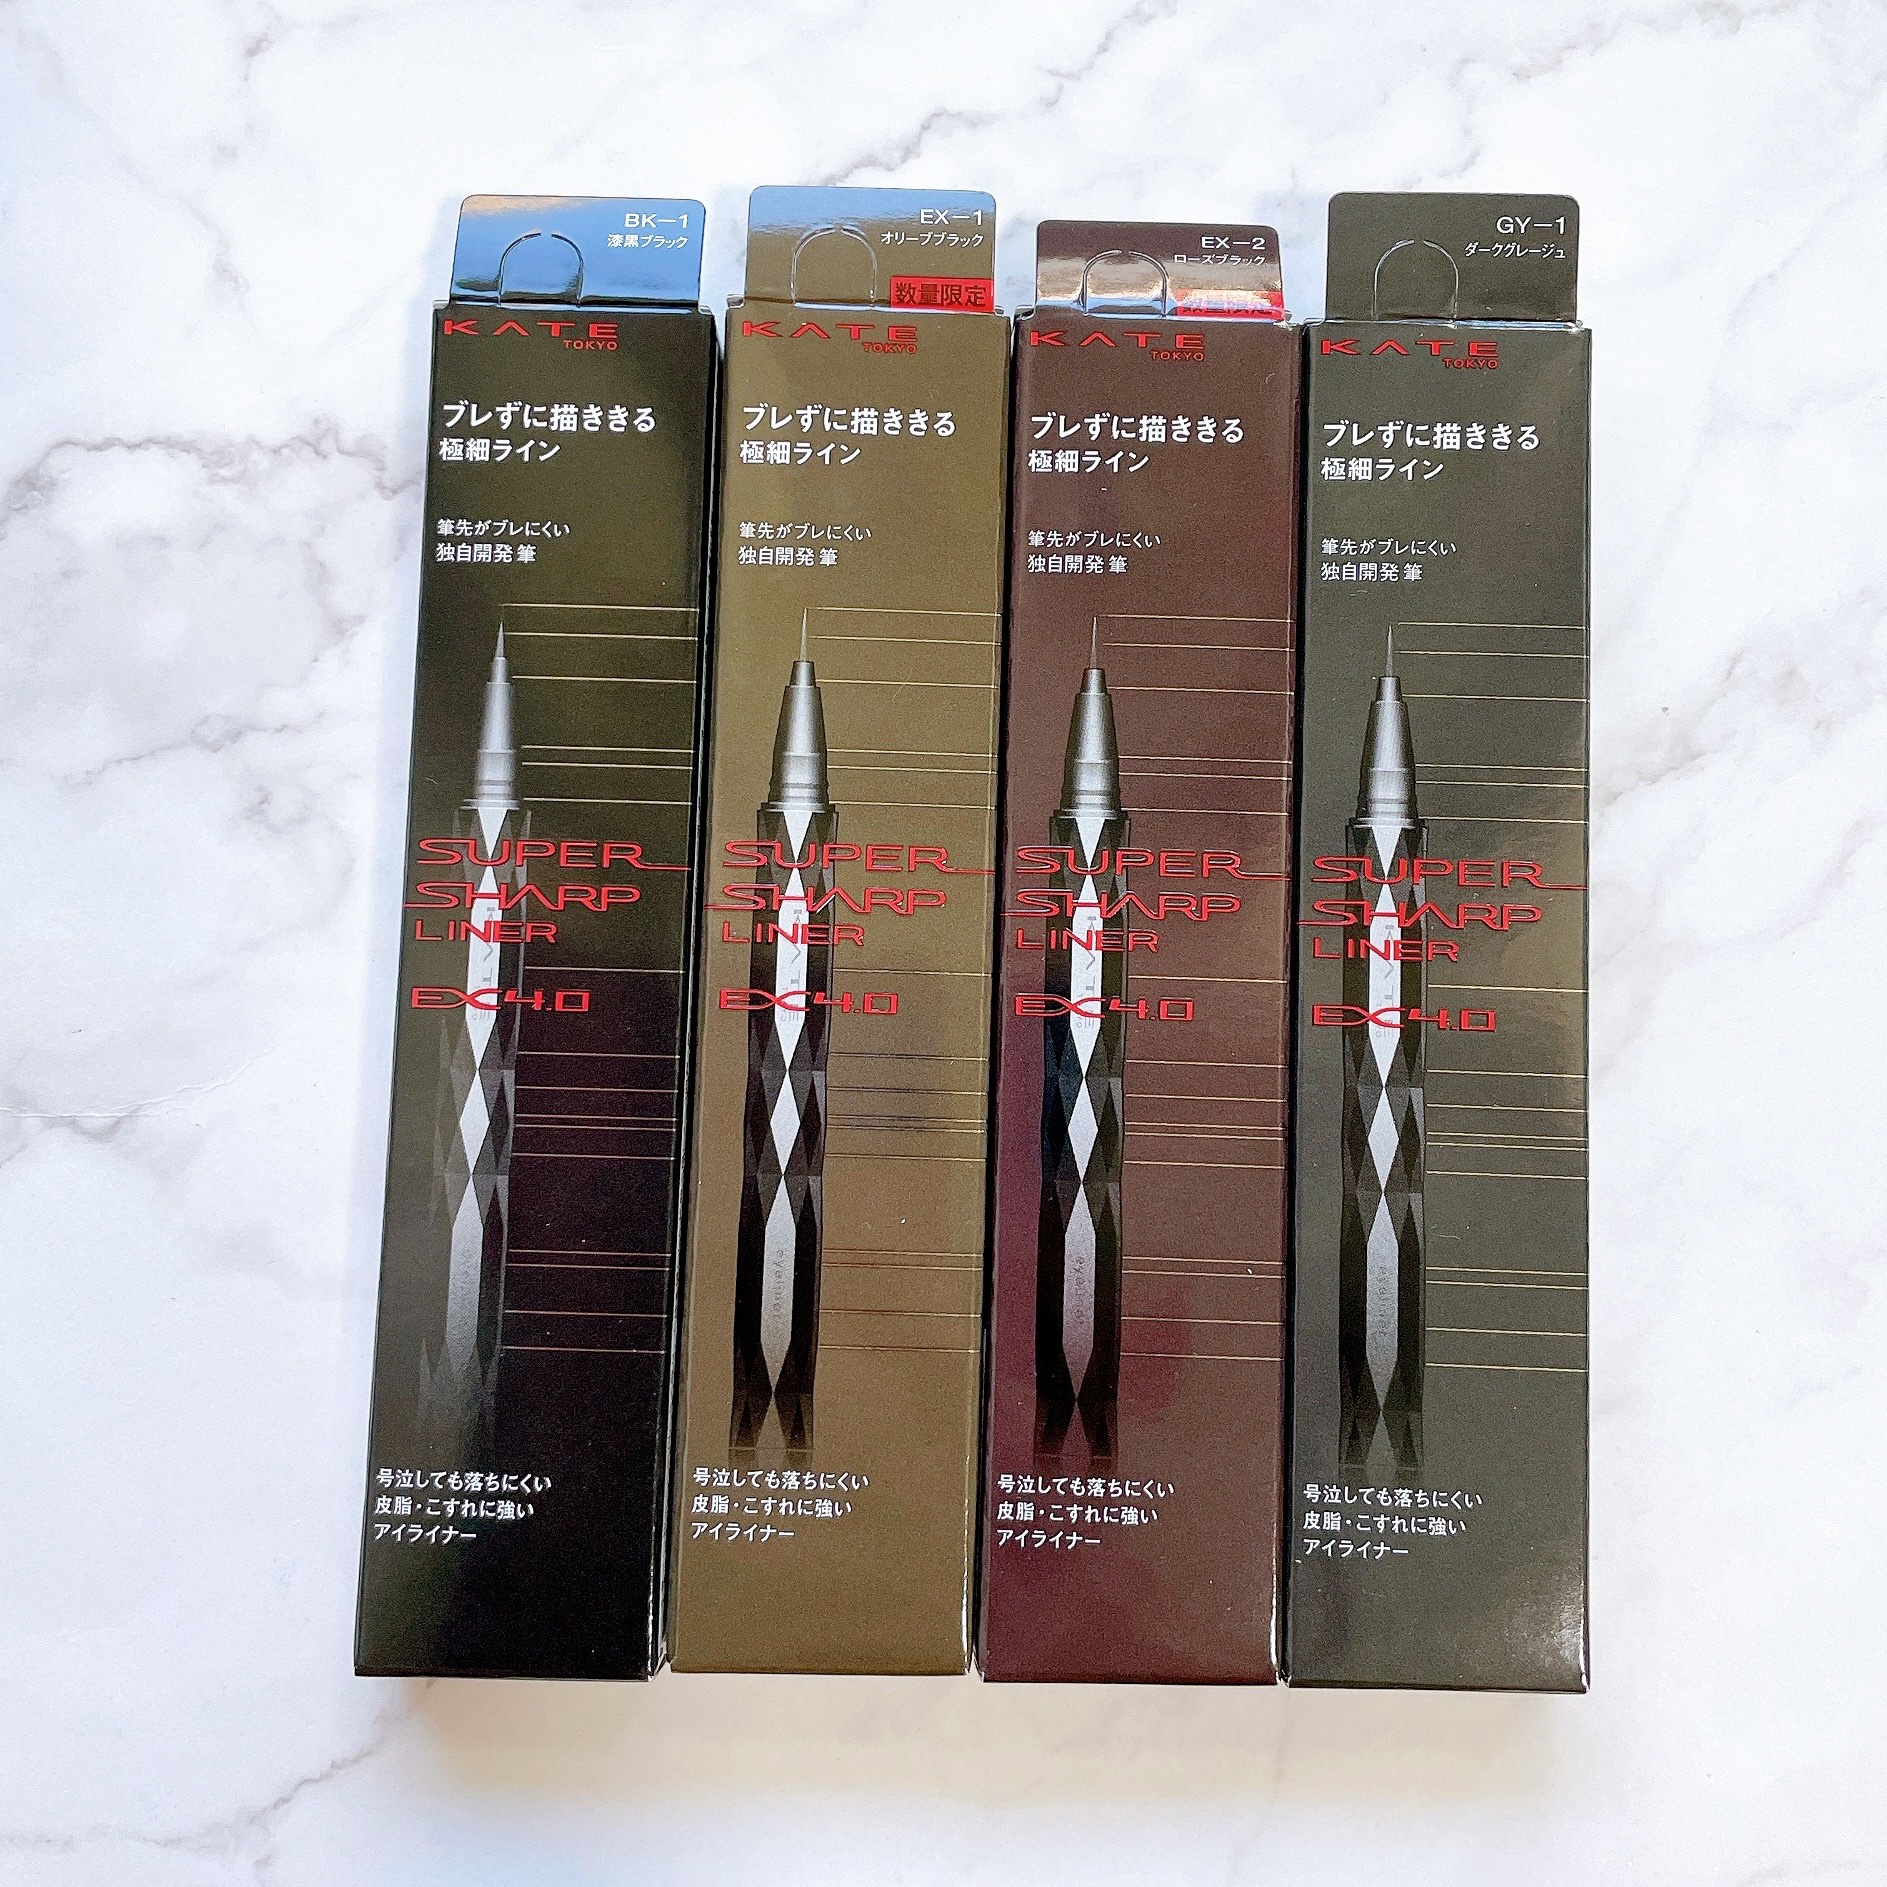 BK-1
漆黒ブラック
KATE
TOKYO
ブレずに描ききる
極細ライン
筆先がブレにくい
独自開発 筆
SUPER
SHARP
LINER
EX4.0
号泣しても落ちにくい
皮脂・こすれに強い
アイライナー
EX-1
オリーブブラック
数量限定
KATE
TOKYO
ブレずに描ききる
極細ライン
筆先がブレにくい
独自開発 筆
SUPER
SHARP
LINER
EX4.0
eyeliner
号泣しても落ちにくい
皮脂・こすれに強い
アイライナー
EX-2
ローズブラック
数量限定
KATE
TOKYO
ブレずに描ききる
極細ライン
筆先がブレにくい
独自開発 筆
SUPER
SHARP
LINER
EX4.0
eyeliner
号泣しても落ちにくい
皮脂・こすれに強い
アイライナー
GY-1
ダークグレージュ
KATE
TOKYO
ブレずに描ききる
極細ライン
筆先がブレにくい
独自開発 筆
SUPER
SHARP
LINER
EX4.0
eyeliner
号泣しても落ちにくい
皮脂・こすれに強い
アイライナー